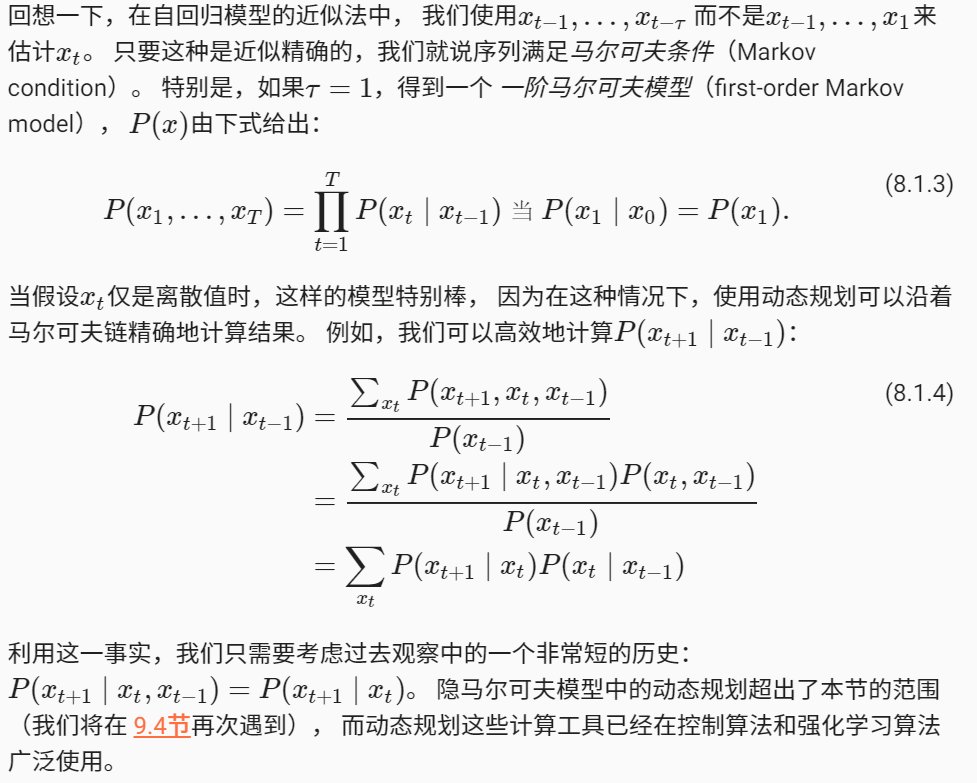 回想一下，在自回归模型的近似法中， 我们使用$x_{t-1}, \ldots, x_{t-\tau}$ 而不是$x_{t-1}, \ldots, x_1$来
估计$x_t$。 只要这种是近似精确的，我们就说序列满足马尔可夫条件（Markov
condition）。 特别是，如果$\tau = 1$，得到一个 一阶马尔可夫模型（first-order Markov
model）， $P(x)$由下式给出：
$P(x_1, \ldots, x_T) = \prod_{t=1}^T P(x_t \mid x_{t-1})$ 当 $P(x_1 \mid x_0) = P(x_1).$ (8.1.3)
当假设$x_t$仅是离散值时，这样的模型特别棒， 因为在这种情况下，使用动态规划可以沿着
马尔可夫链精确地计算结果。 例如，我们可以高效地计算$P(x_{t+1} \mid x_{t-1})$：
$P(x_{t+1} \mid x_{t-1}) = \frac{\sum_{x_t} P(x_{t+1}, x_t, x_{t-1})}{P(x_{t-1})}$ (8.1.4)
$= \frac{\sum_{x_t} P(x_{t+1} \mid x_t, x_{t-1}) P(x_t, x_{t-1})}{P(x_{t-1})}$
$= \sum_{x_t} P(x_{t+1} \mid x_t) P(x_t \mid x_{t-1})$
利用这一事实，我们只需要考虑过去观察中的一个非常短的历史：
$P(x_{t+1} \mid x_t, x_{t-1}) = P(x_{t+1} \mid x_t)$。 隐马尔可夫模型中的动态规划超出了本节的范围
（我们将在 9.4节再次遇到）， 而动态规划这些计算工具已经在控制算法和强化学习算法
广泛使用。